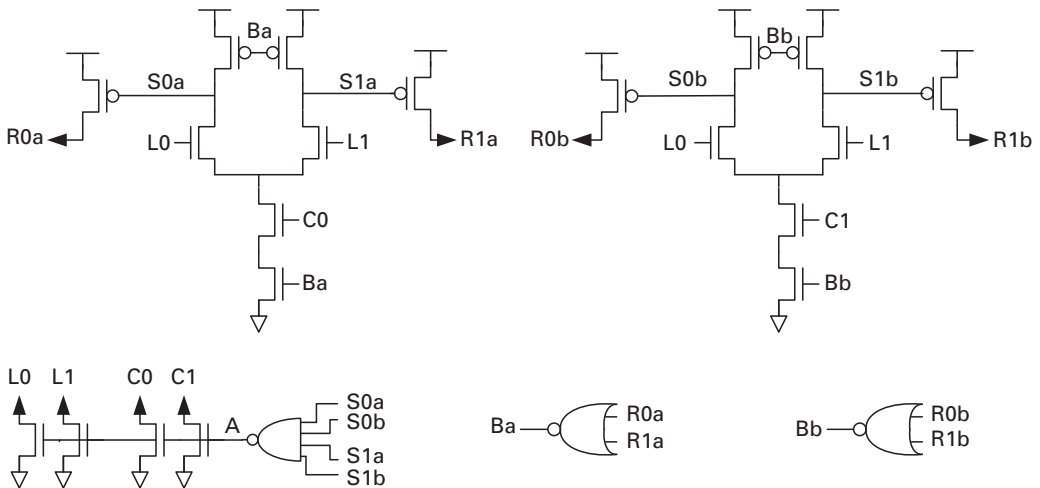 Ba
S0a
S1a
R0a
R1a
L0
L1
C0
Ba
Bb
S0b
S1b
R0b
R1b
L0
L1
C1
Bb
L0 L1 C0 C1
A
S0a
S0b
S1a
S1b
Ba
R0a
R1a
Bb
R0b
R1b